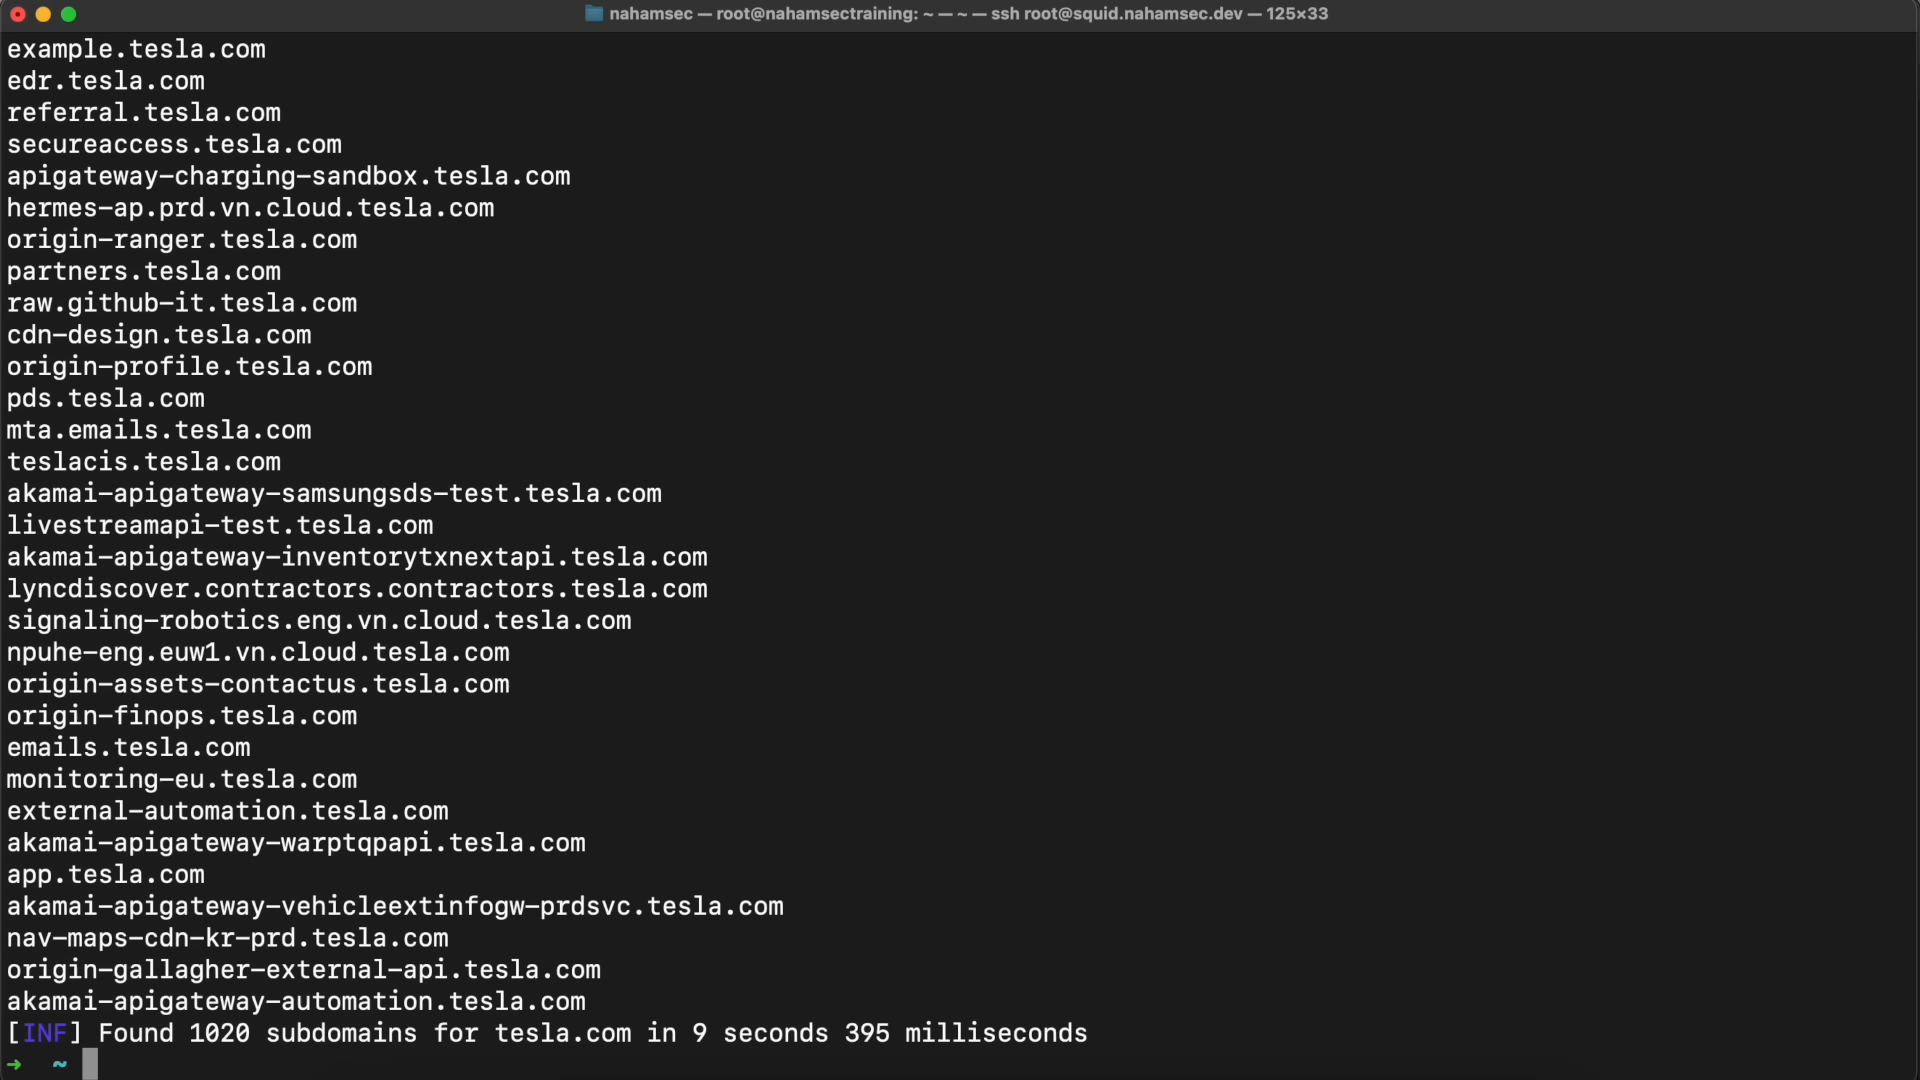 nahamsec — root@nahamsectraining: ~ — ~ — ssh root@squid.nahamsec.dev — 125×33
example.tesla.com
edr.tesla.com
referral.tesla.com
secureaccess.tesla.com
apigateway-charging-sandbox.tesla.com
hermes-ap.prd.vn.cloud.tesla.com
origin-ranger.tesla.com
partners.tesla.com
raw.github-it.tesla.com
cdn-design.tesla.com
origin-profile.tesla.com
pds.tesla.com
mta.emails.tesla.com
teslacis.tesla.com
akamai-apigateway-samsungsds-test.tesla.com
livestreamapi-test.tesla.com
akamai-apigateway-inventorytxnextapi.tesla.com
lyncdiscover.contractors.contractors.tesla.com
signaling-robotics.eng.vn.cloud.tesla.com
npuhe-eng.euw1.vn.cloud.tesla.com
origin-assets-contactus.tesla.com
origin-finops.tesla.com
emails.tesla.com
monitoring-eu.tesla.com
external-automation.tesla.com
akamai-apigateway-warptqpapi.tesla.com
app.tesla.com
akamai-apigateway-vehicleextinfogw-prdsvc.tesla.com
nav-maps-cdn-kr-prd.tesla.com
origin-gallagher-external-api.tesla.com
akamai-apigateway-automation.tesla.com
[INF] Found 1020 subdomains for tesla.com in 9 seconds 395 milliseconds
→ ~